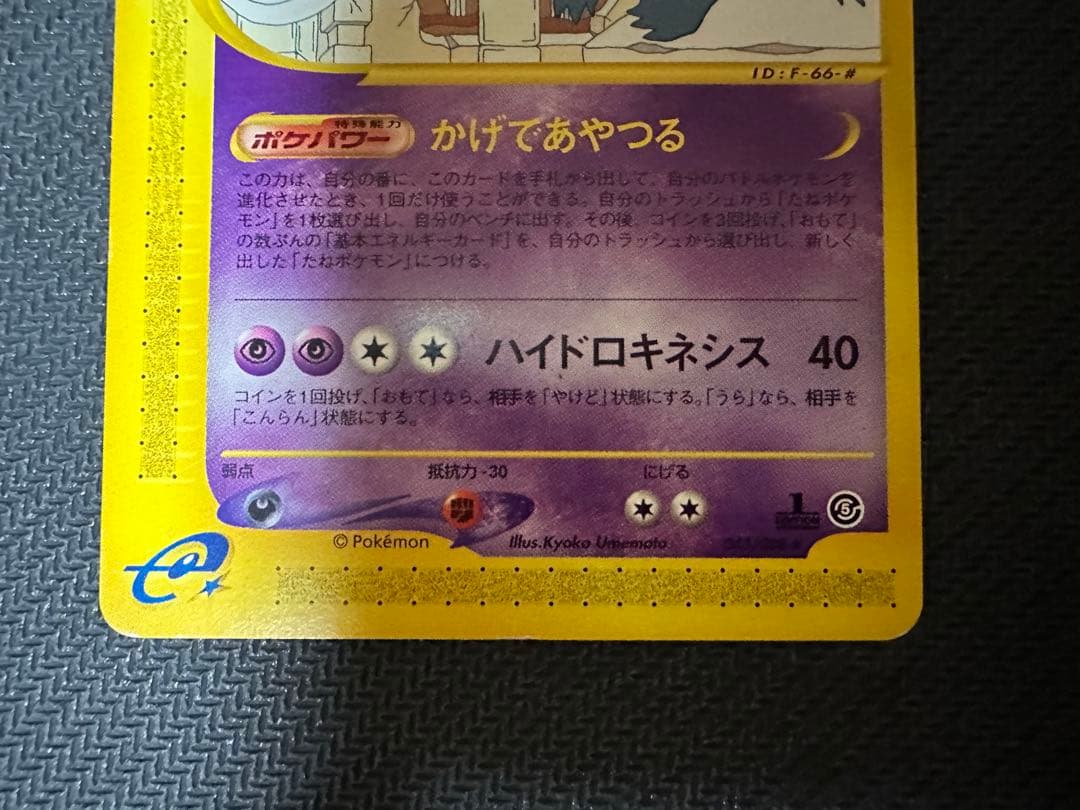 ID:F-66-#
特殊能力
ポケパワー かげであやつる
この力は、自分の番に、このカードを手札から出して、自分のバトルポケモンを
進化させたとき、1回だけ使うことができる。自分のトラッシュから「たねポケ
モン」を1枚選び出し、自分のベンチに出す。その後、コインを3回投げ、「おもて」
の数ぶんの「基本エネルギーカード」を、自分のトラッシュから選び出し、新しく
出した「たねポケモン」につける。
ハイドロキネシス 40
コインを1回投げ、「おもて」なら、相手を「やけど」状態にする。「うら」なら、相手を
「こんらん」状態にする。
弱点 抵抗力-30 にげる
1 EDITION 5
© Pokémon Illus.Kyoko Umemoto
e